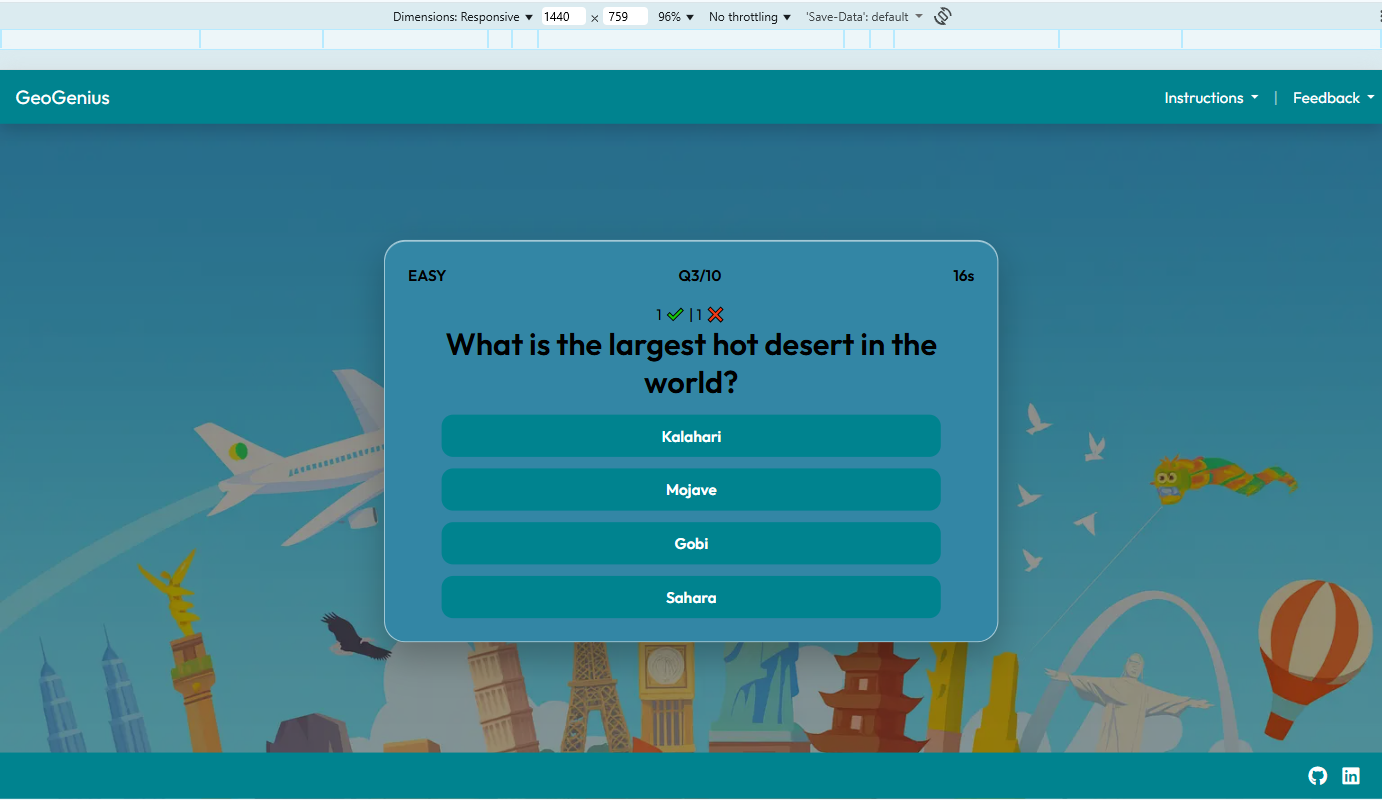 Dimensions: Responsive ▼ 1440 × 759 96% ▼ No throttling ▼ 'Save-Data': default ▼
GeoGenius Instructions | Feedback
EASY Q3/10 16s
1 ✔ | 1 ❌
What is the largest hot desert in the
world?
Kalahari
Mojave
Gobi
Sahara
in